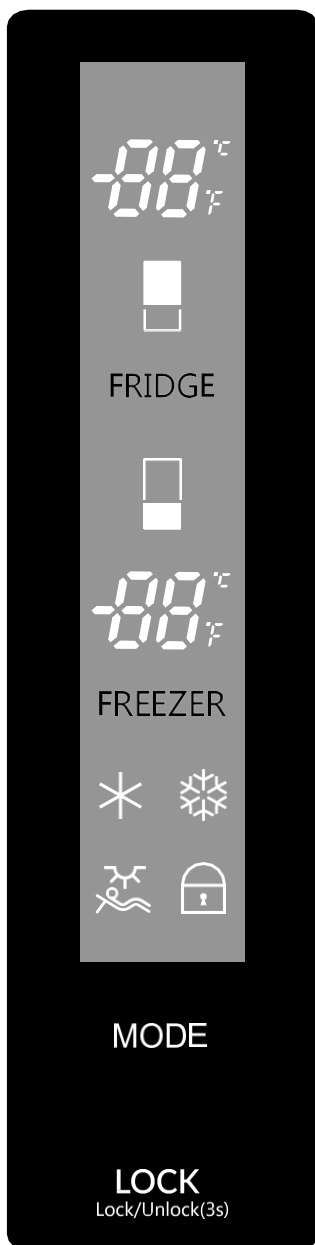 -88 °C
°F
FRIDGE
-88 °C
°F
FREEZER
MODE
LOCK
Lock/Unlock(3s)